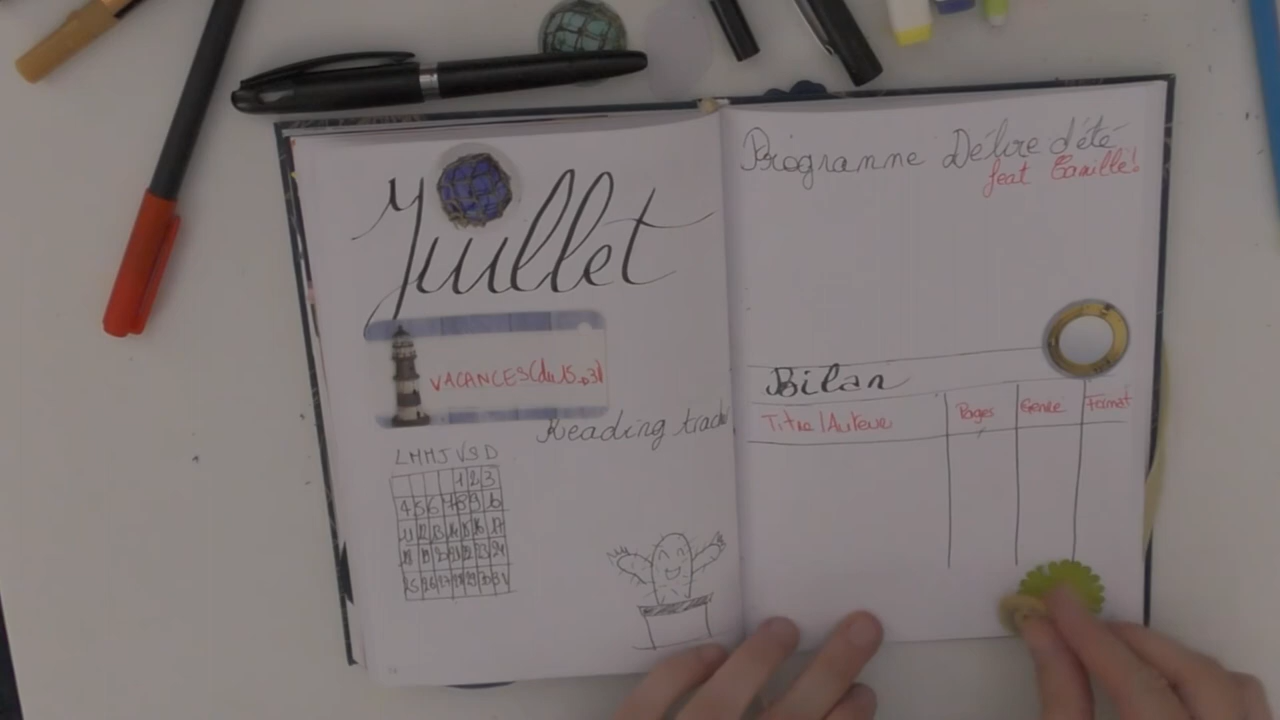 Juillet
VACANCES (du 15 → 31)
Reading track
L M M J V S D
1 2 3
4 5 6 7 8 9 10
11 12 13 14 15 16 17
18 19 20 21 22 23 24
25 26 27 28 29 30 31
Programme Délire d'été
feat Camille!
Bilan
Titre/Auteur Pages Genre Format